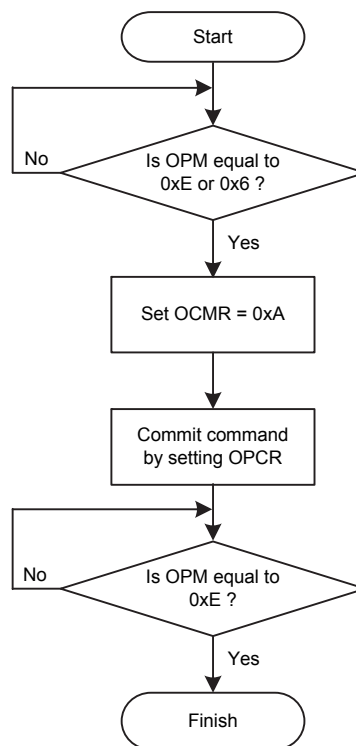 Start
Is OPM equal to
0xE or 0x6 ?
No
Yes
Set OCMR = 0xA
Commit command
by setting OPCR
Is OPM equal to
0xE ?
No
Yes
Finish